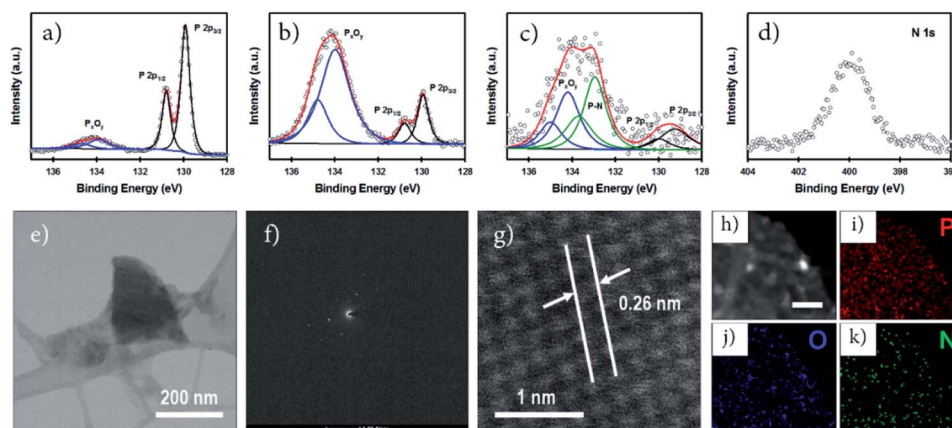 a)
P 2p3/2
P 2p1/2
PxOy
Intensity (a.u.)
136 134 132 130 128
Binding Energy (eV)
b)
PxOy
P 2p3/2
P 2p1/2
Intensity (a.u.)
136 134 132 130 128
Binding Energy (eV)
c)
PxOy
P-N
P 2p3/2
P 2p1/2
Intensity (a.u.)
136 134 132 130 128
Binding Energy (eV)
d)
N 1s
Intensity (a.u.)
404 402 400 398
Binding Energy (eV)
e)
200 nm
f)
g)
0.26 nm
1 nm
h)
i)
P
j)
O
k)
N